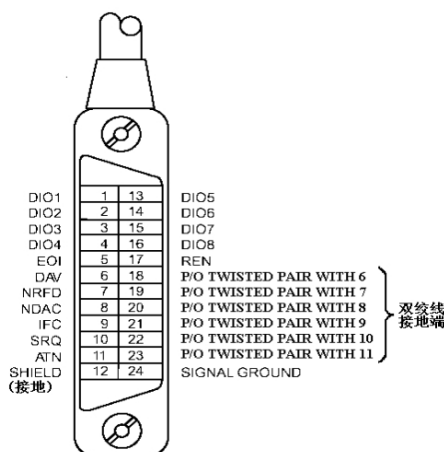 DIO1 1 13 DIO5
DIO2 2 14 DIO6
DIO3 3 15 DIO7
DIO4 4 16 DIO8
EOI 5 17 REN
DAV 6 18 P/O TWISTED PAIR WITH 6
NRFD 7 19 P/O TWISTED PAIR WITH 7
NDAC 8 20 P/O TWISTED PAIR WITH 8
IFC 9 21 P/O TWISTED PAIR WITH 9
SRQ 10 22 P/O TWISTED PAIR WITH 10
ATN 11 23 P/O TWISTED PAIR WITH 11
SHIELD 12 24 SIGNAL GROUND
(接地)
双绞线
接地端